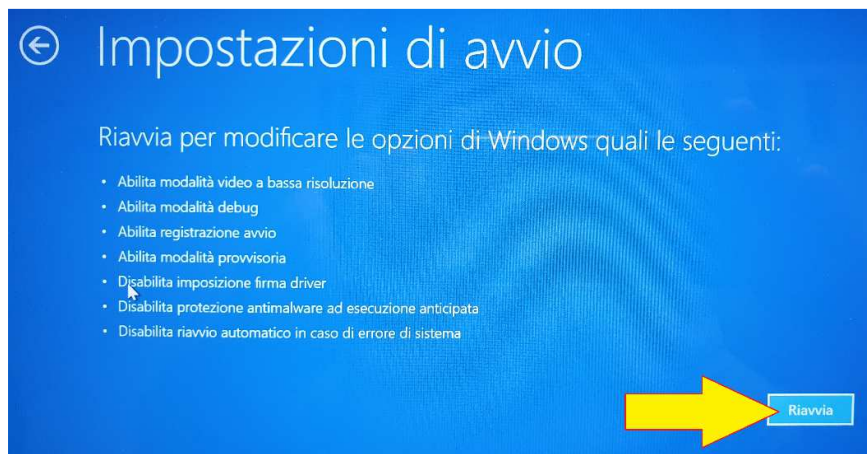 Impostazioni di avvio
Riavvia per modificare le opzioni di Windows quali le seguenti:
Abilita modalità video a bassa risoluzione
Abilita modalità debug
Abilita registrazione avvio
Abilita modalità provvisoria
Disabilita imposizione firma driver
Disabilita protezione antimalware ad esecuzione anticipata
Disabilita riavvio automatico in caso di errore di sistema
Riavvia